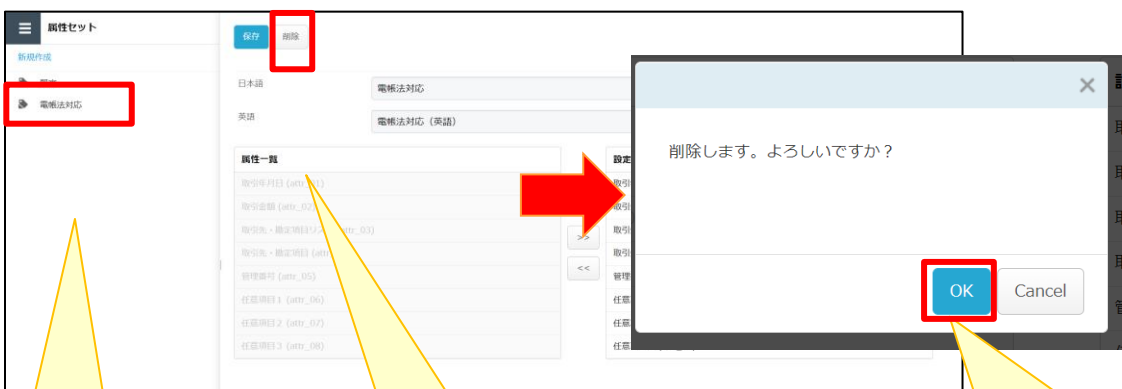 属性セット
新規作成
電帳法対応
保存
削除
日本語
電帳法対応
英語
電帳法対応（英語）
属性一覧
取引年月日 (attr_01)
取引金額 (attr_02)
取引先・勘定項目
管理番号 (attr_05)
任意項目1 (attr_06)
任意項目2 (attr_07)
任意項目3 (attr_08)
>>
<<
設定
取引
取引
取引
取引
管理
任意
任意
任意
×
削除します。よろしいですか？
OK
Cancel